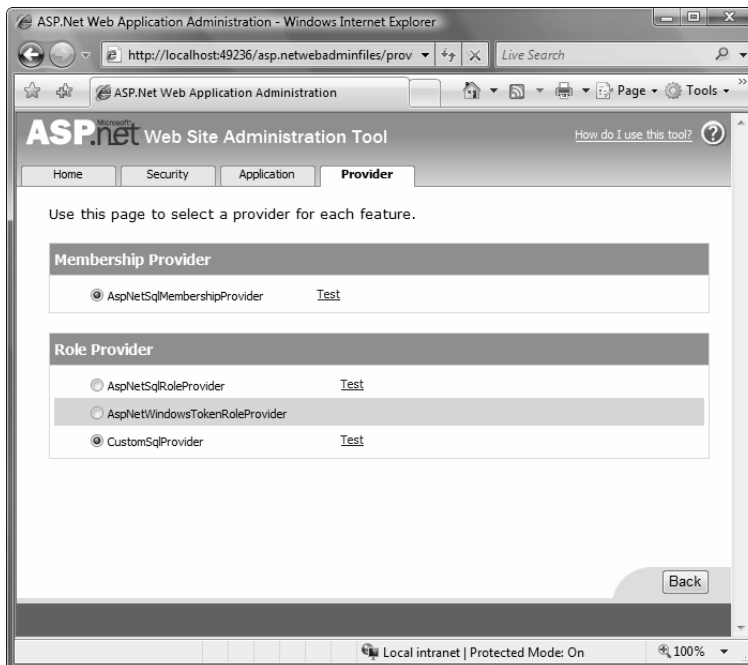 ASP.Net Web Application Administration - Windows Internet Explorer
http://localhost:49236/asp.netwebadminfiles/prov
Live Search
ASP.Net Web Application Administration
Page
Tools
»
Microsoft
ASP.net Web Site Administration Tool
How do I use this tool? ?
Home Security Application Provider
Use this page to select a provider for each feature.
Membership Provider
AspNetSqlMembershipProvider Test
Role Provider
AspNetSqlRoleProvider Test
AspNetWindowsTokenRoleProvider
CustomSqlProvider Test
Back
Local intranet | Protected Mode: On 100%